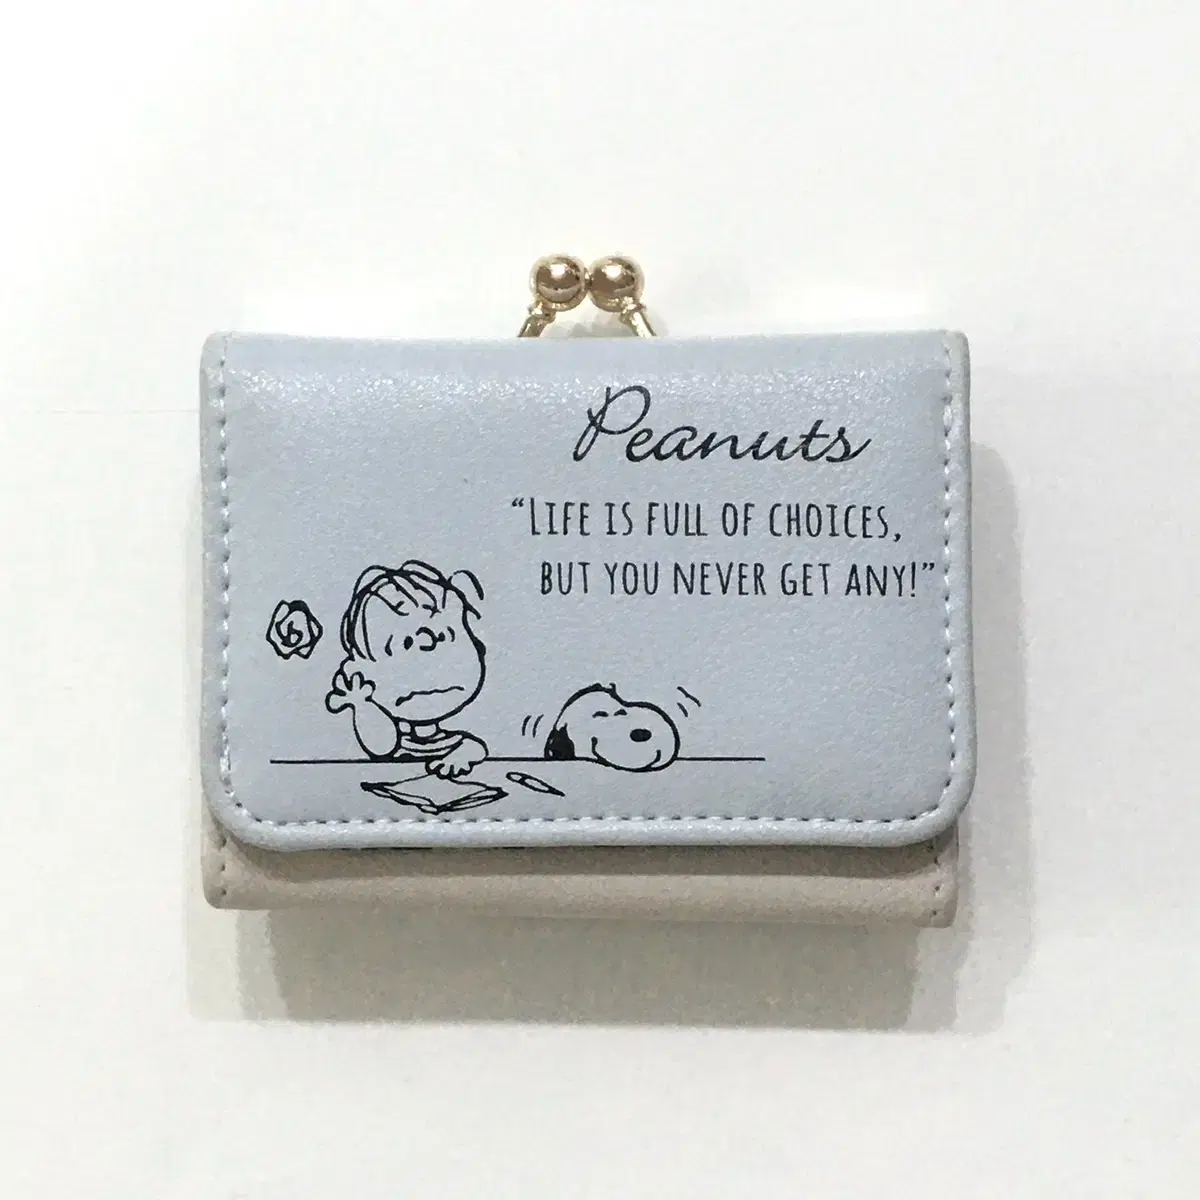 Peanuts
“LIFE IS FULL OF CHOICES,
BUT YOU NEVER GET ANY!”